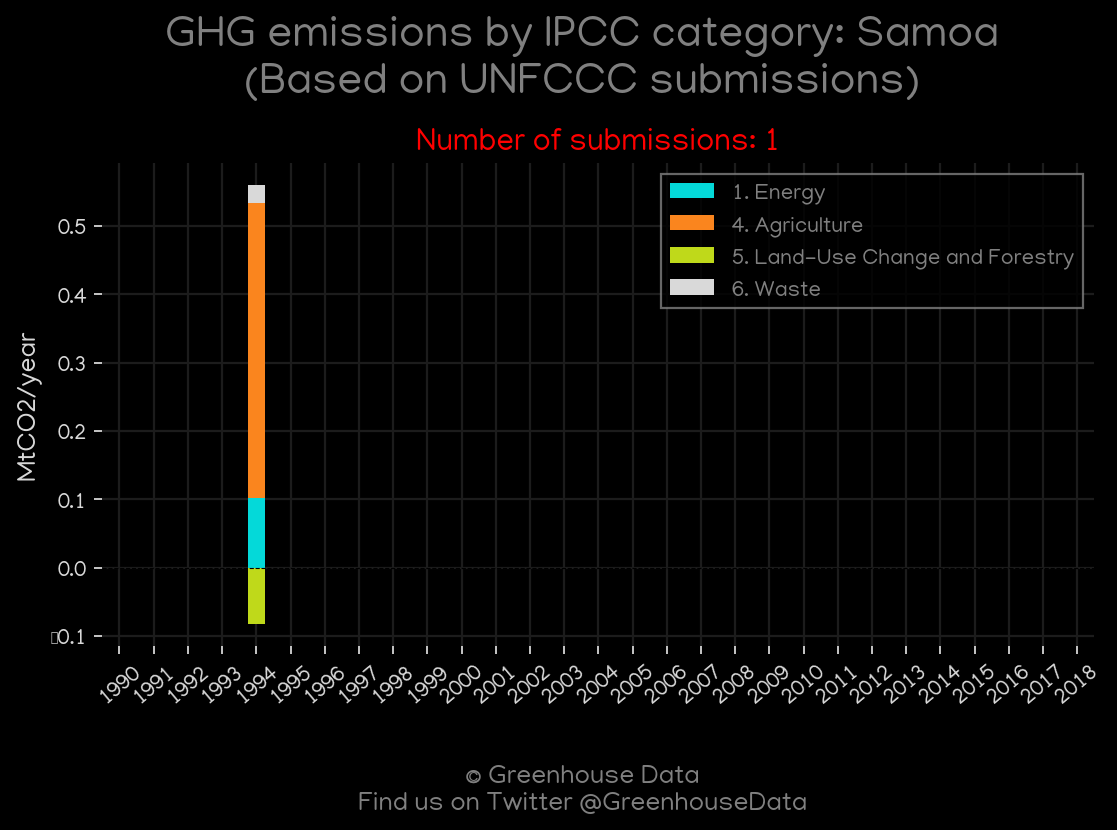 GHG emissions by IPCC category: Samoa
(Based on UNFCCC submissions)
Number of submissions: 1
1. Energy
4. Agriculture
5. Land-Use Change and Forestry
6. Waste
MtCO2/year
0.5
0.4
0.3
0.2
0.1
0.0
▯0.1
1990 1991 1992 1993 1994 1995 1996 1997 1998 1999 2000 2001 2002 2003 2004 2005 2006 2007 2008 2009 2010 2011 2012 2013 2014 2015 2016 2017 2018
© Greenhouse Data
Find us on Twitter @GreenhouseData